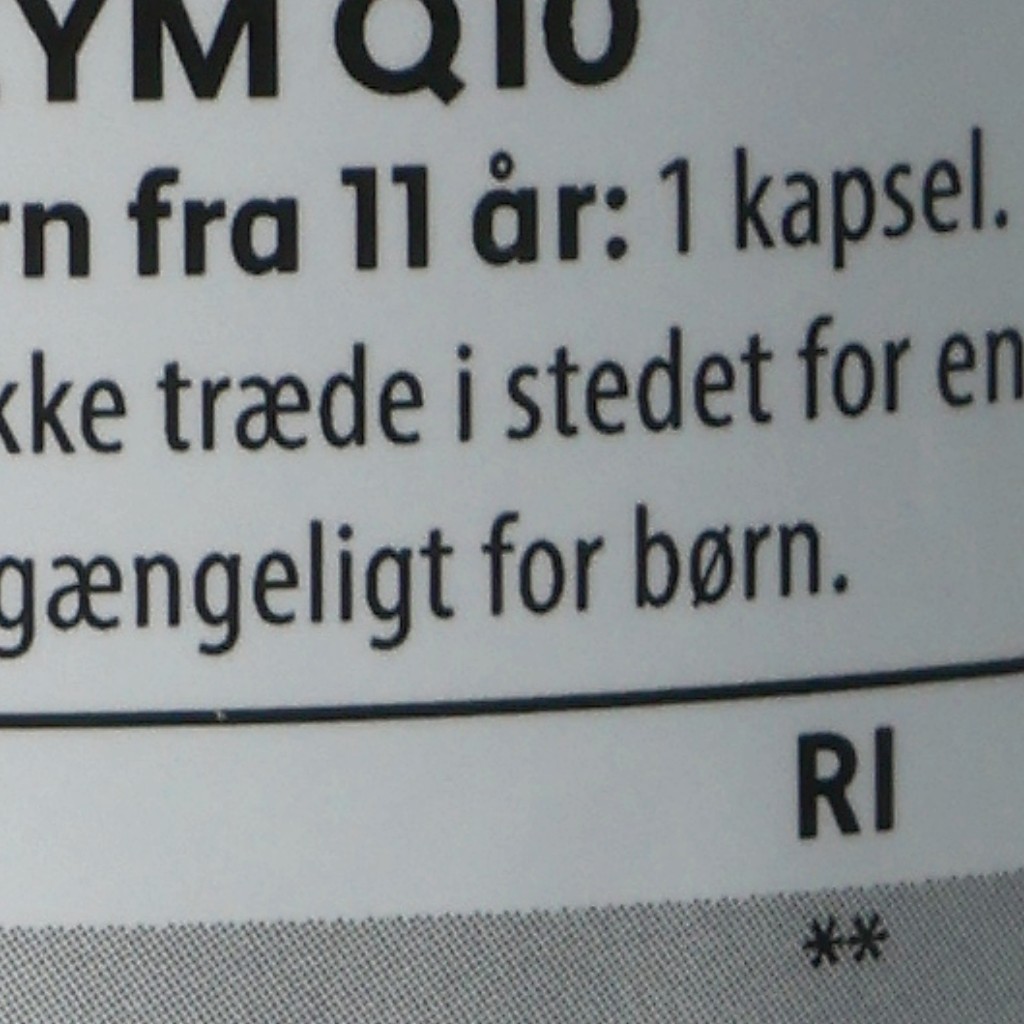 YM Q10
rn fra 11 år: 1 kapsel.
kke træde i stedet for en
gængeligt for børn.
RI
**